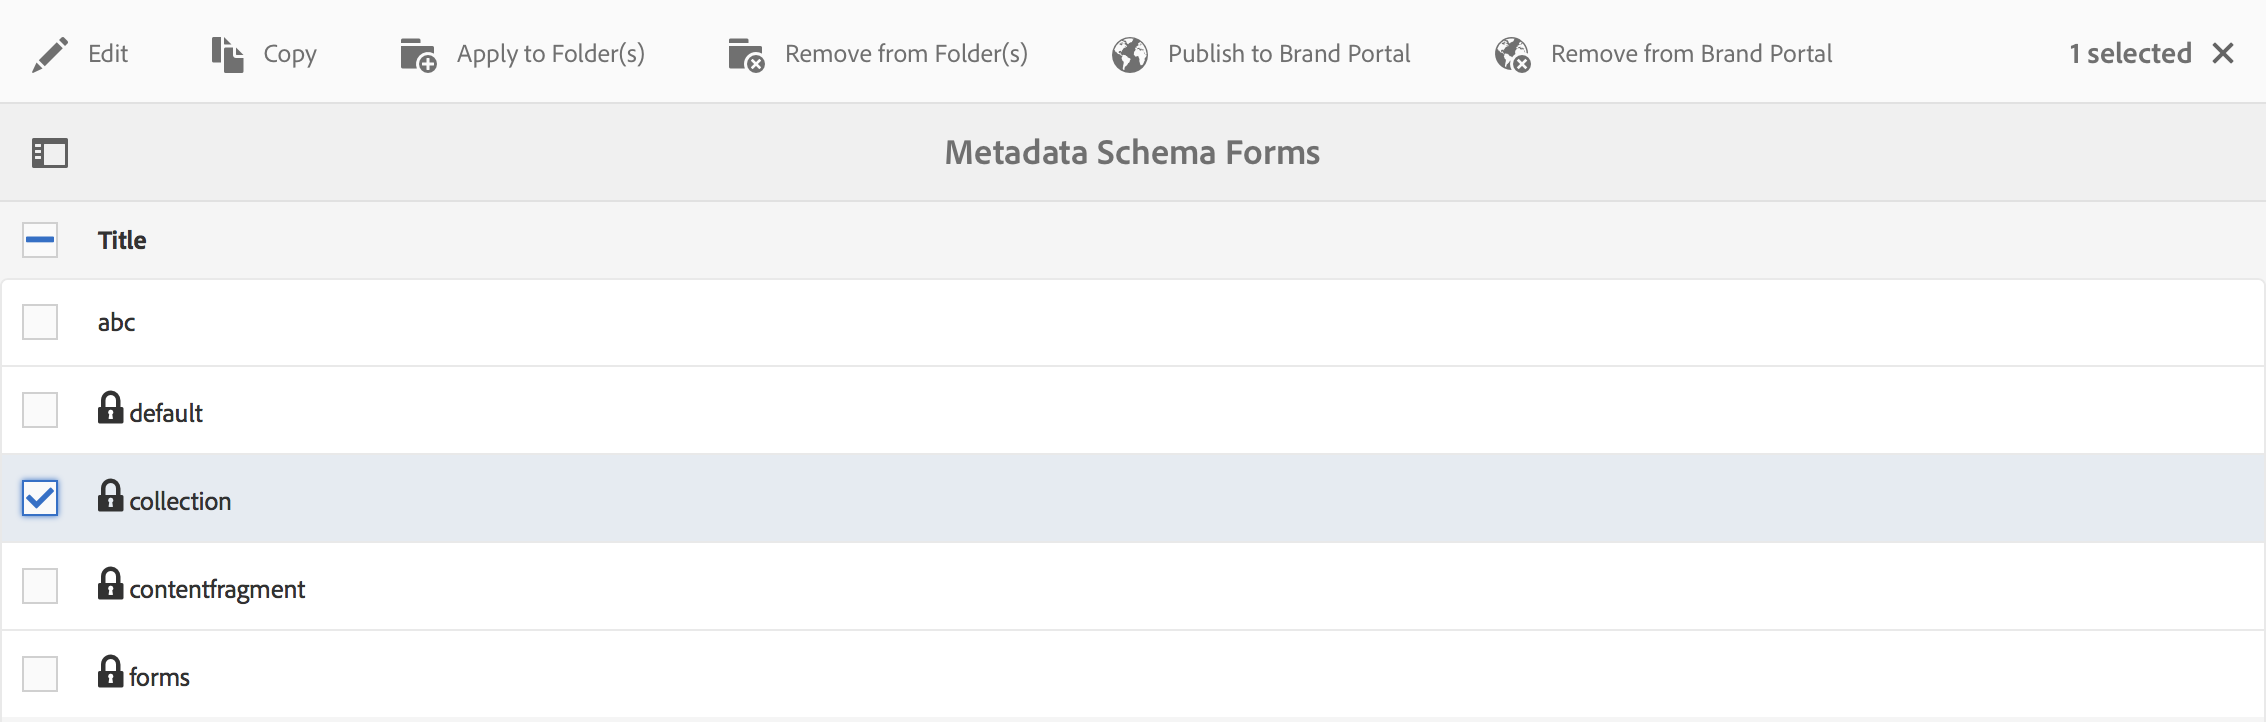 Edit Copy Apply to Folder(s) Remove from Folder(s) Publish to Brand Portal Remove from Brand Portal 1 selected
Metadata Schema Forms
Title
abc
default
collection
contentfragment
forms